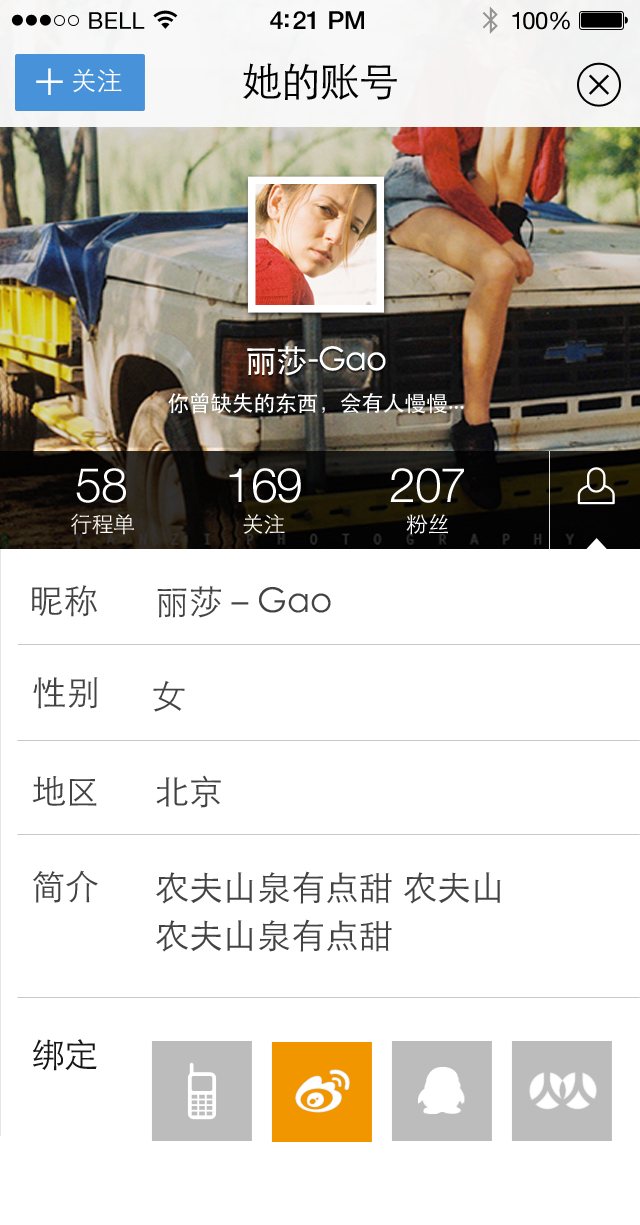 BELL 4:21 PM 100%
关注 她的账号
丽莎-Gao
你曾缺失的东西，会有人慢慢...
58 169 207
行程单 关注 粉丝
PHOTOGRAPHY
昵称 丽莎 – Gao
性别 女
地区 北京
简介 农夫山泉有点甜 农夫山
农夫山泉有点甜
绑定